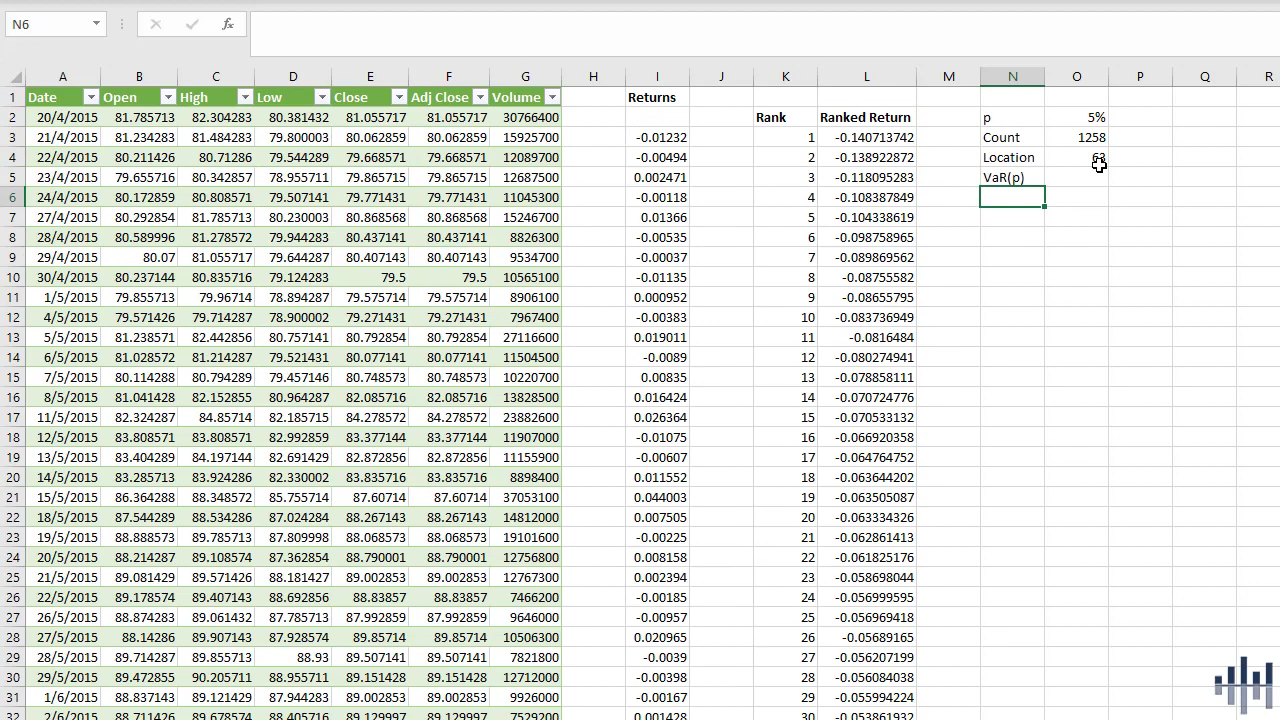 N6 fx
A B C D E F G H I J K L M N O P Q R
1 Date Open High Low Close Adj Close Volume Returns
2 20/4/2015 81.785713 82.304283 80.381432 81.055717 81.055717 30766400 Rank Ranked Return p 5%
3 21/4/2015 81.234283 81.484283 79.800003 80.062859 80.062859 15925700 -0.01232 1 -0.140713742 Count 1258
4 22/4/2015 80.211426 80.71286 79.544289 79.668571 79.668571 12089700 -0.00494 2 -0.138922872 Location 63
5 23/4/2015 79.655716 80.342857 78.955711 79.865715 79.865715 12687500 0.002471 3 -0.118095283 VaR(p)
6 24/4/2015 80.172859 80.808571 79.507141 79.771431 79.771431 11045300 -0.00118 4 -0.108387849
7 27/4/2015 80.292854 81.785713 80.230003 80.868568 80.868568 15246700 0.01366 5 -0.104338619
8 28/4/2015 80.589996 81.278572 79.944283 80.437141 80.437141 8826300 -0.00535 6 -0.098758965
9 29/4/2015 80.07 81.055717 79.644287 80.407143 80.407143 9534700 -0.00037 7 -0.089869562
10 30/4/2015 80.237144 80.835716 79.124283 79.5 79.5 10565100 -0.01135 8 -0.08755582
11 1/5/2015 79.855713 79.96714 78.894287 79.575714 79.575714 8906100 0.000952 9 -0.08655795
12 4/5/2015 79.571426 79.714287 78.900002 79.271431 79.271431 7967400 -0.00383 10 -0.083736949
13 5/5/2015 81.238571 82.442856 80.757141 80.792854 80.792854 27116600 0.019011 11 -0.0816484
14 6/5/2015 81.028572 81.214287 79.521431 80.077141 80.077141 11504500 -0.0089 12 -0.080274941
15 7/5/2015 80.114288 80.794289 79.457146 80.748573 80.748573 10220700 0.00835 13 -0.078858111
16 8/5/2015 81.041428 82.152855 80.964287 82.085716 82.085716 13828500 0.016424 14 -0.070724776
17 11/5/2015 82.324287 84.85714 82.185715 84.278572 84.278572 23882600 0.026364 15 -0.070533132
18 12/5/2015 83.808571 83.808571 82.992859 83.377144 83.377144 11907000 -0.01075 16 -0.066920358
19 13/5/2015 83.404289 84.197144 82.691429 82.872856 82.872856 11155900 -0.00607 17 -0.064764752
20 14/5/2015 83.285713 83.924286 82.330002 83.835716 83.835716 8898400 0.011552 18 -0.063644202
21 15/5/2015 86.364288 88.348572 85.755714 87.60714 87.60714 37053100 0.044003 19 -0.063505087
22 18/5/2015 87.544289 88.534286 87.024284 88.267143 88.267143 14812000 0.007505 20 -0.063334326
23 19/5/2015 88.888573 89.785713 87.809998 88.068573 88.068573 19101600 -0.00225 21 -0.062861413
24 20/5/2015 88.214287 89.108574 87.362854 88.790001 88.790001 12756800 0.008158 22 -0.061825176
25 21/5/2015 89.081429 89.571426 88.181427 89.002853 89.002853 12767300 0.002394 23 -0.058698044
26 22/5/2015 89.178574 89.407143 88.692856 88.83857 88.83857 7466200 -0.00185 24 -0.056999595
27 26/5/2015 88.874283 89.061432 87.785713 87.992859 87.992859 9646000 -0.00957 25 -0.056969418
28 27/5/2015 88.14286 89.907143 87.928574 89.85714 89.85714 10506300 0.020965 26 -0.05689165
29 28/5/2015 89.714287 89.855713 88.93 89.507141 89.507141 7821800 -0.0039 27 -0.056207199
30 29/5/2015 89.472855 90.205711 88.955711 89.151428 89.151428 12712000 -0.00398 28 -0.056084038
31 1/6/2015 88.837143 89.121429 87.944283 89.002853 89.002853 9926000 -0.00167 29 -0.055994224
32 2/6/2015 88.711426 89.678574 88.405716 89.129997 89.129997 0.001428 30 -0.053861932